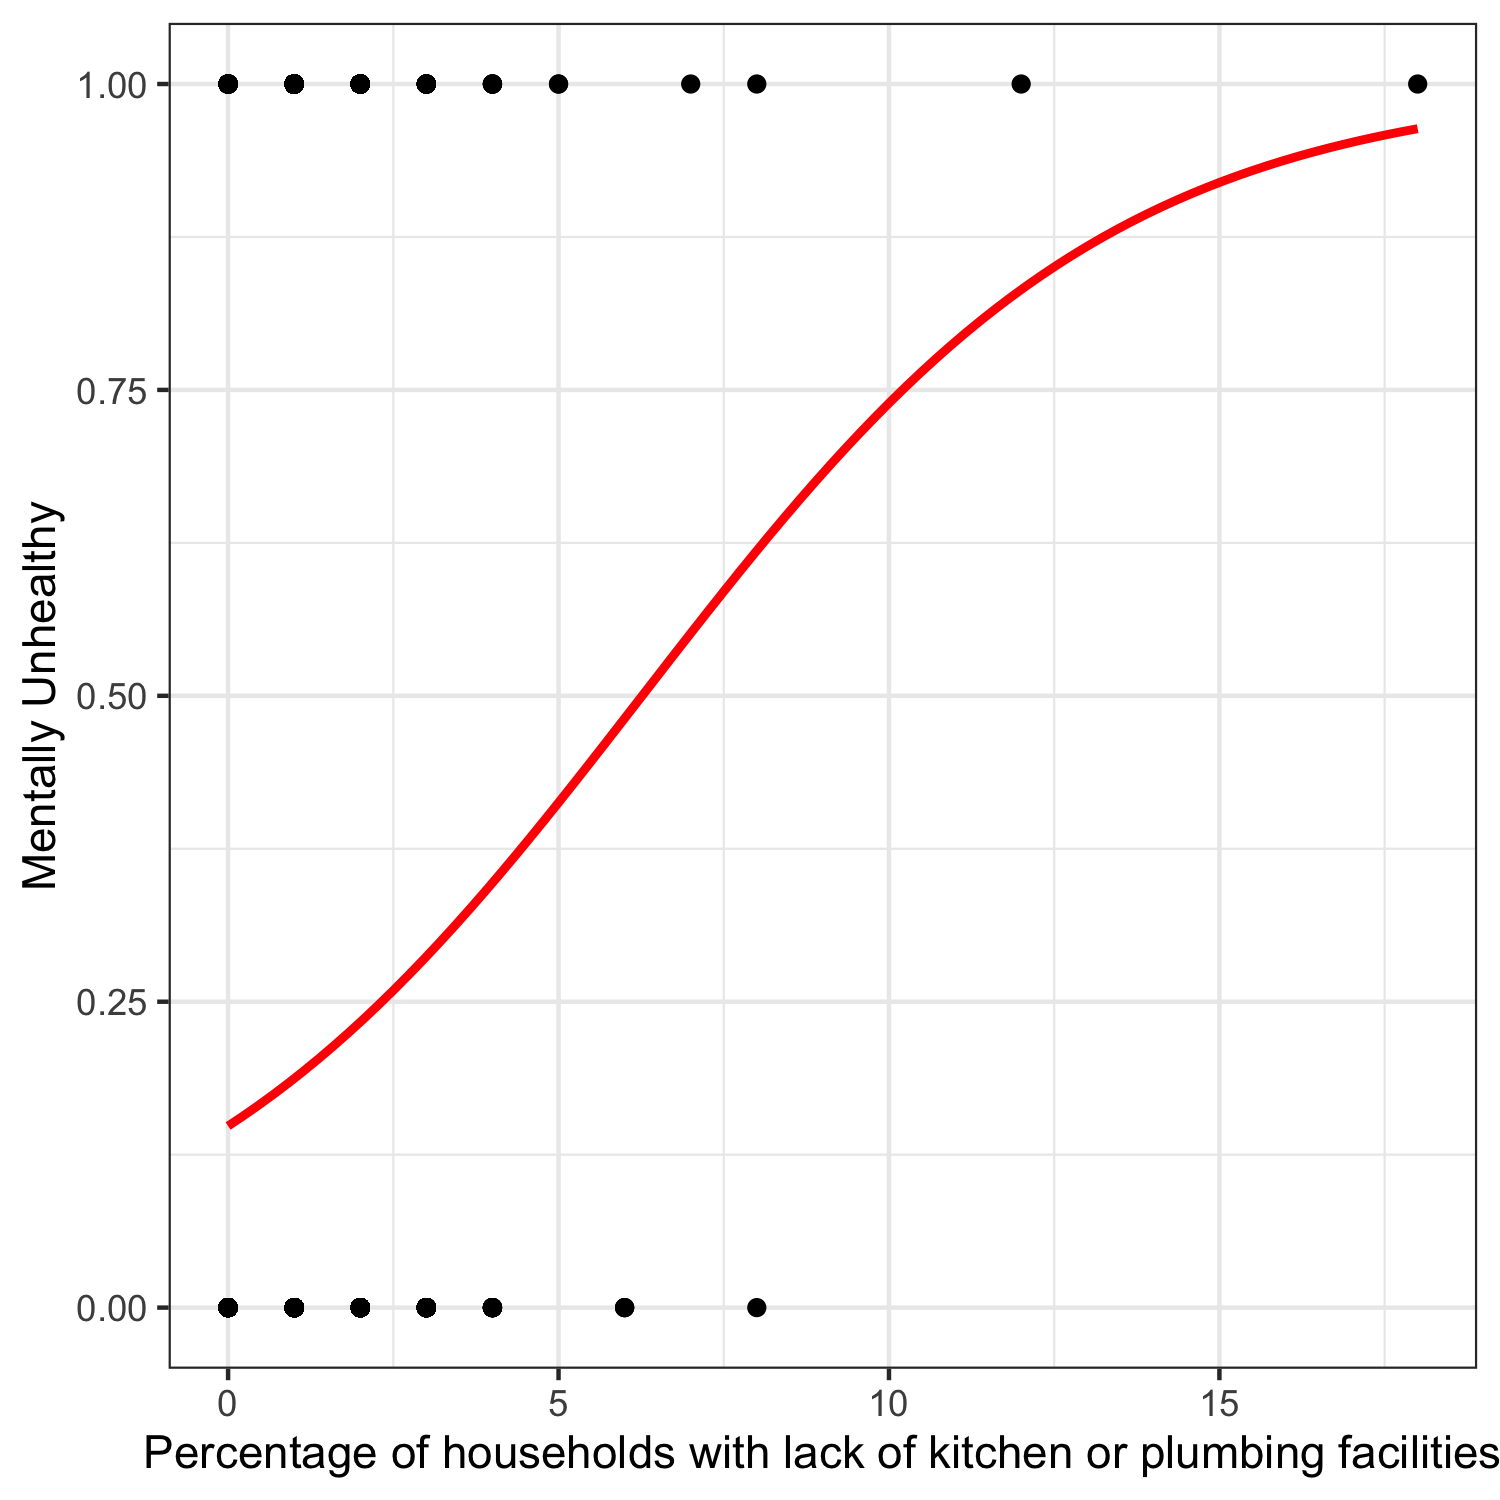 Mentally Unhealthy
1.00
0.75
0.50
0.25
0.00
0 5 10 15
Percentage of households with lack of kitchen or plumbing facilities